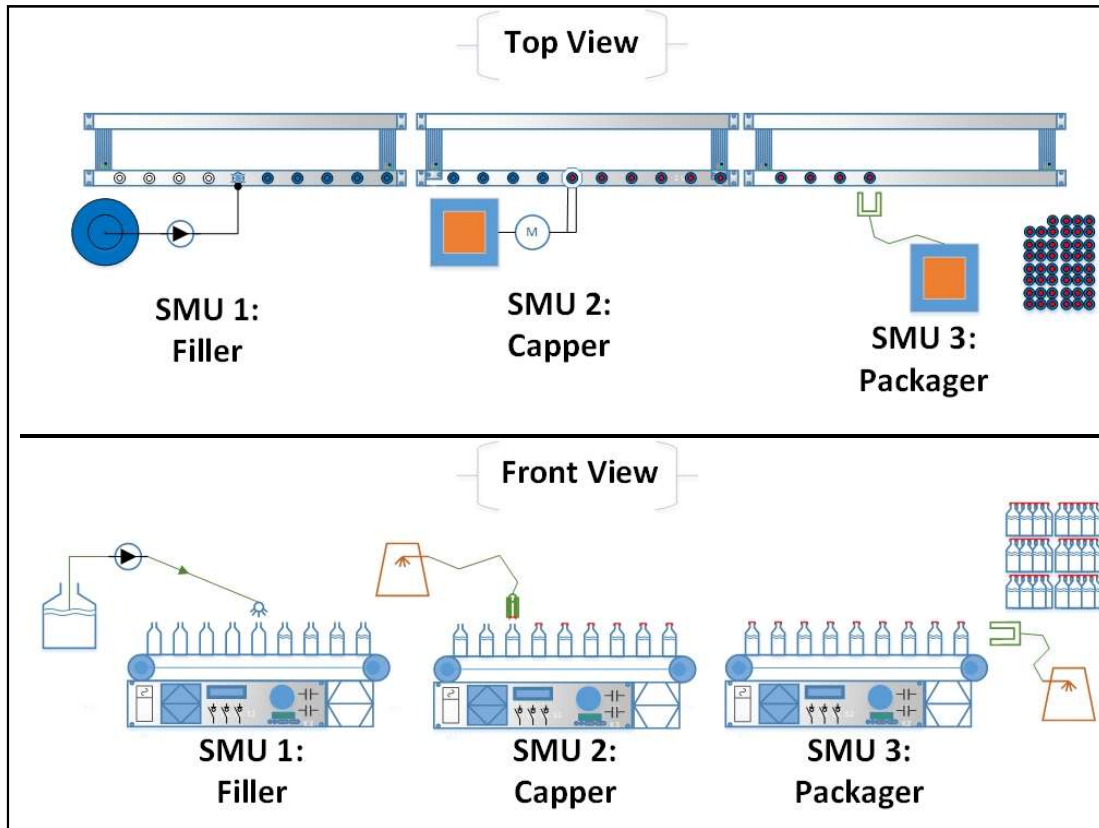 Top View
M
SMU 1:
Filler
SMU 2:
Capper
SMU 3:
Packager
Front View
SMU 1:
Filler
SMU 2:
Capper
SMU 3:
Packager